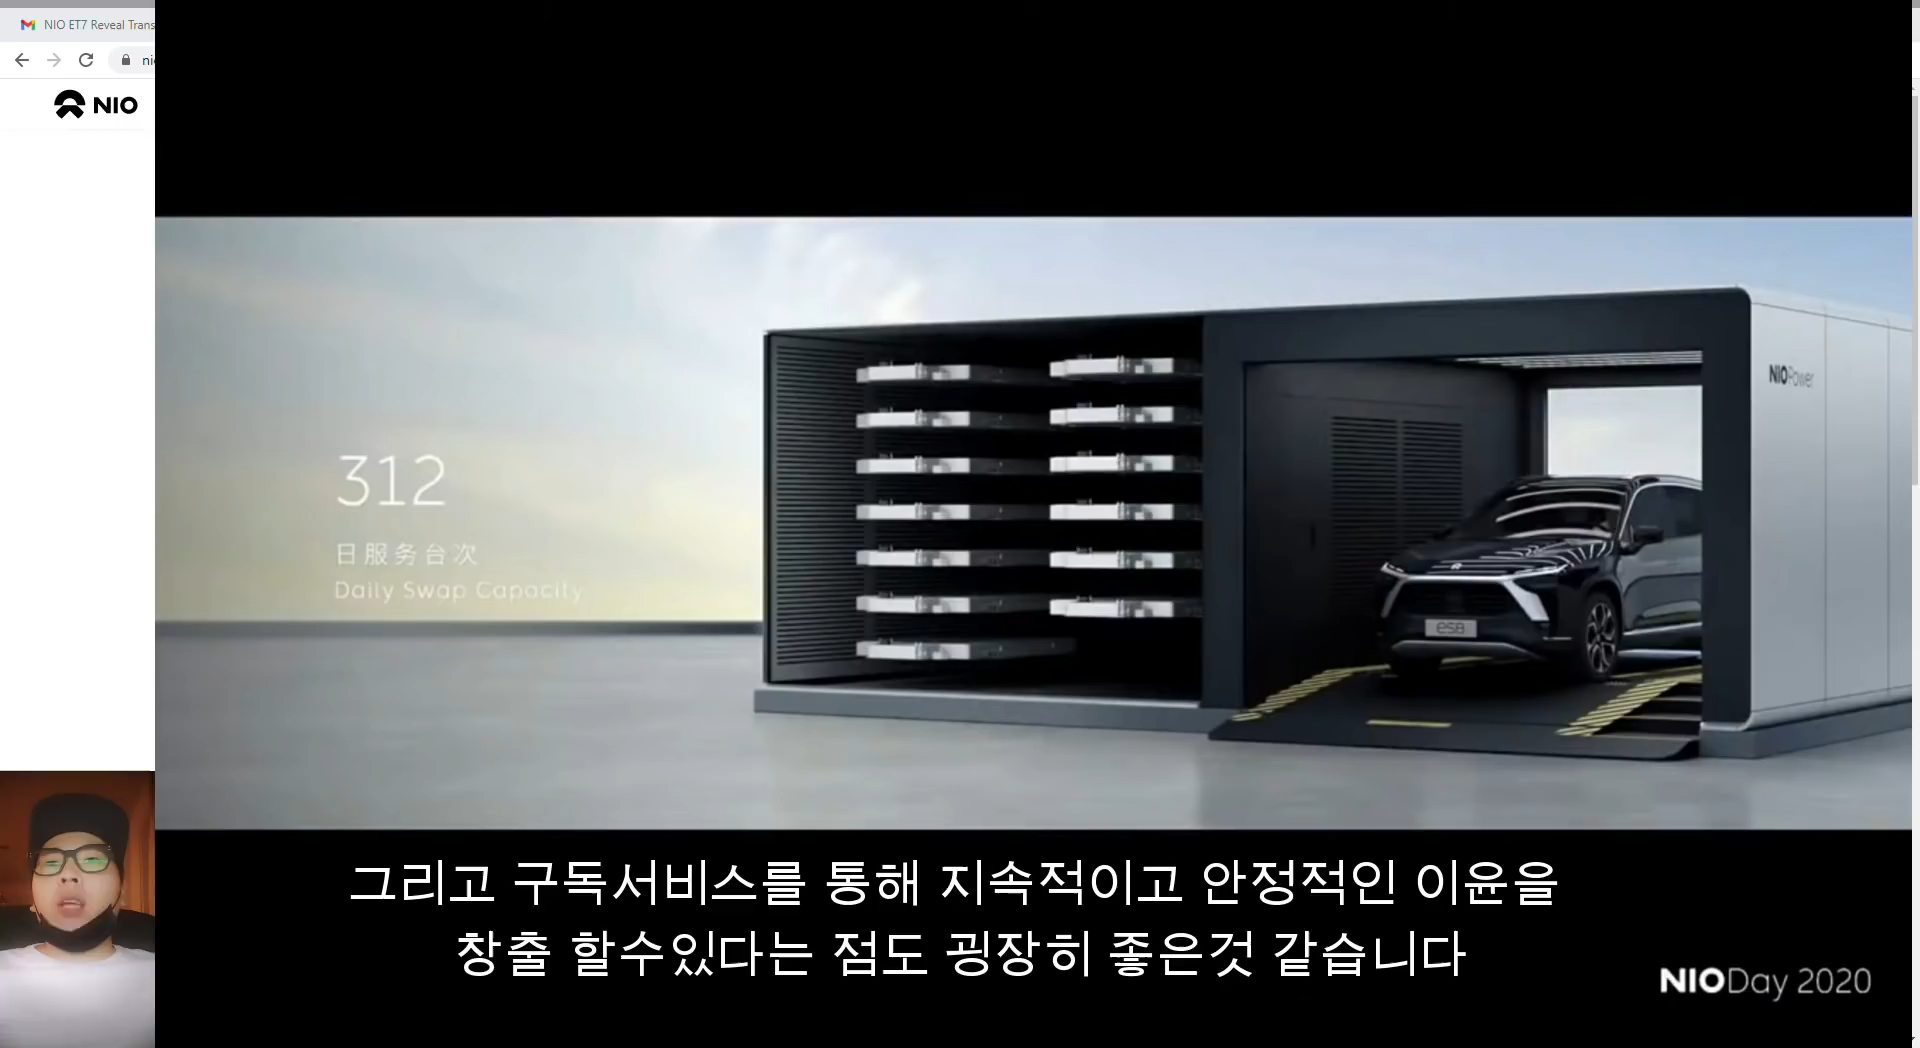 NIO ET7 Reveal Trans
nio
NIO
NIOPower
312
日服务台次
Daily Swap Capacity
es8
그리고 구독서비스를 통해 지속적이고 안정적인 이윤을
창출 할수있다는 점도 굉장히 좋은것 같습니다
NIODay 2020